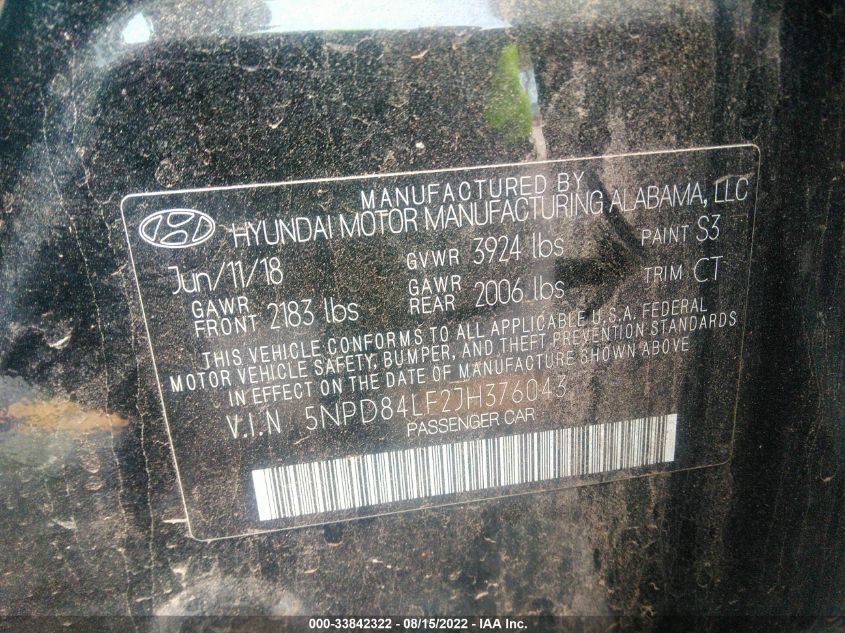 MANUFACTURED BY
HYUNDAI MOTOR MANUFACTURING ALABAMA, LLC
Jun/11/18 GVWR 3924 lbs PAINT S3
GAWR FRONT 2183 lbs GAWR REAR 2006 lbs TRIM CT
THIS VEHICLE CONFORMS TO ALL APPLICABLE U.S.A. FEDERAL
MOTOR VEHICLE SAFETY, BUMPER, AND THEFT PREVENTION STANDARDS
IN EFFECT ON THE DATE OF MANUFACTURE SHOWN ABOVE
V.I.N 5NPD84LF2JH376043
PASSENGER CAR
000-33842322 - 08/15/2022 - IAA Inc.